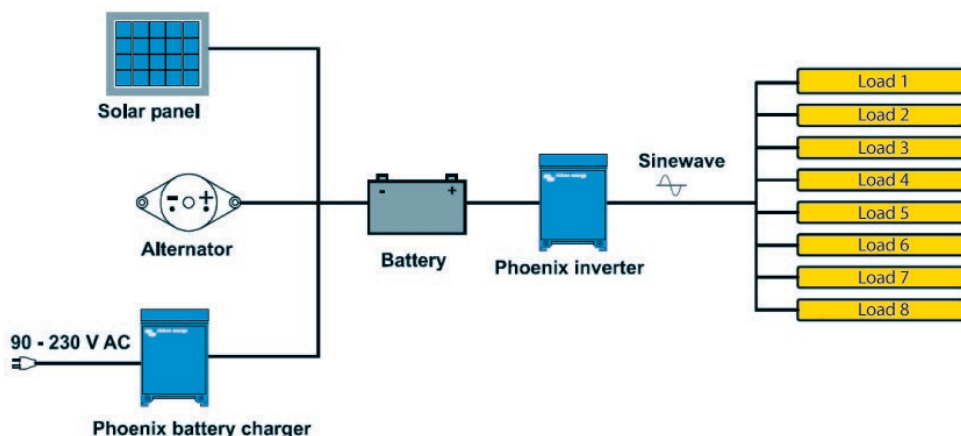 Solar panel
Alternator
90 - 230 V AC
Phoenix battery charger
- +
- +
Battery
Phoenix inverter
Sinewave
Load 1
Load 2
Load 3
Load 4
Load 5
Load 6
Load 7
Load 8